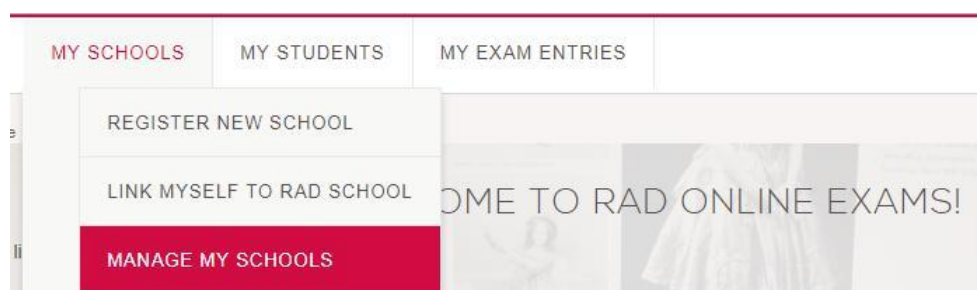 MY SCHOOLS MY STUDENTS MY EXAM ENTRIES
REGISTER NEW SCHOOL
LINK MYSELF TO RAD SCHOOL
OME TO RAD ONLINE EXAMS!
MANAGE MY SCHOOLS